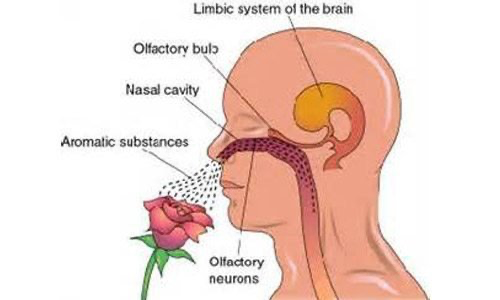 Limbic system of the brain
Olfactory bulb
Nasal cavity
Aromatic substances
Olfactory
neurons